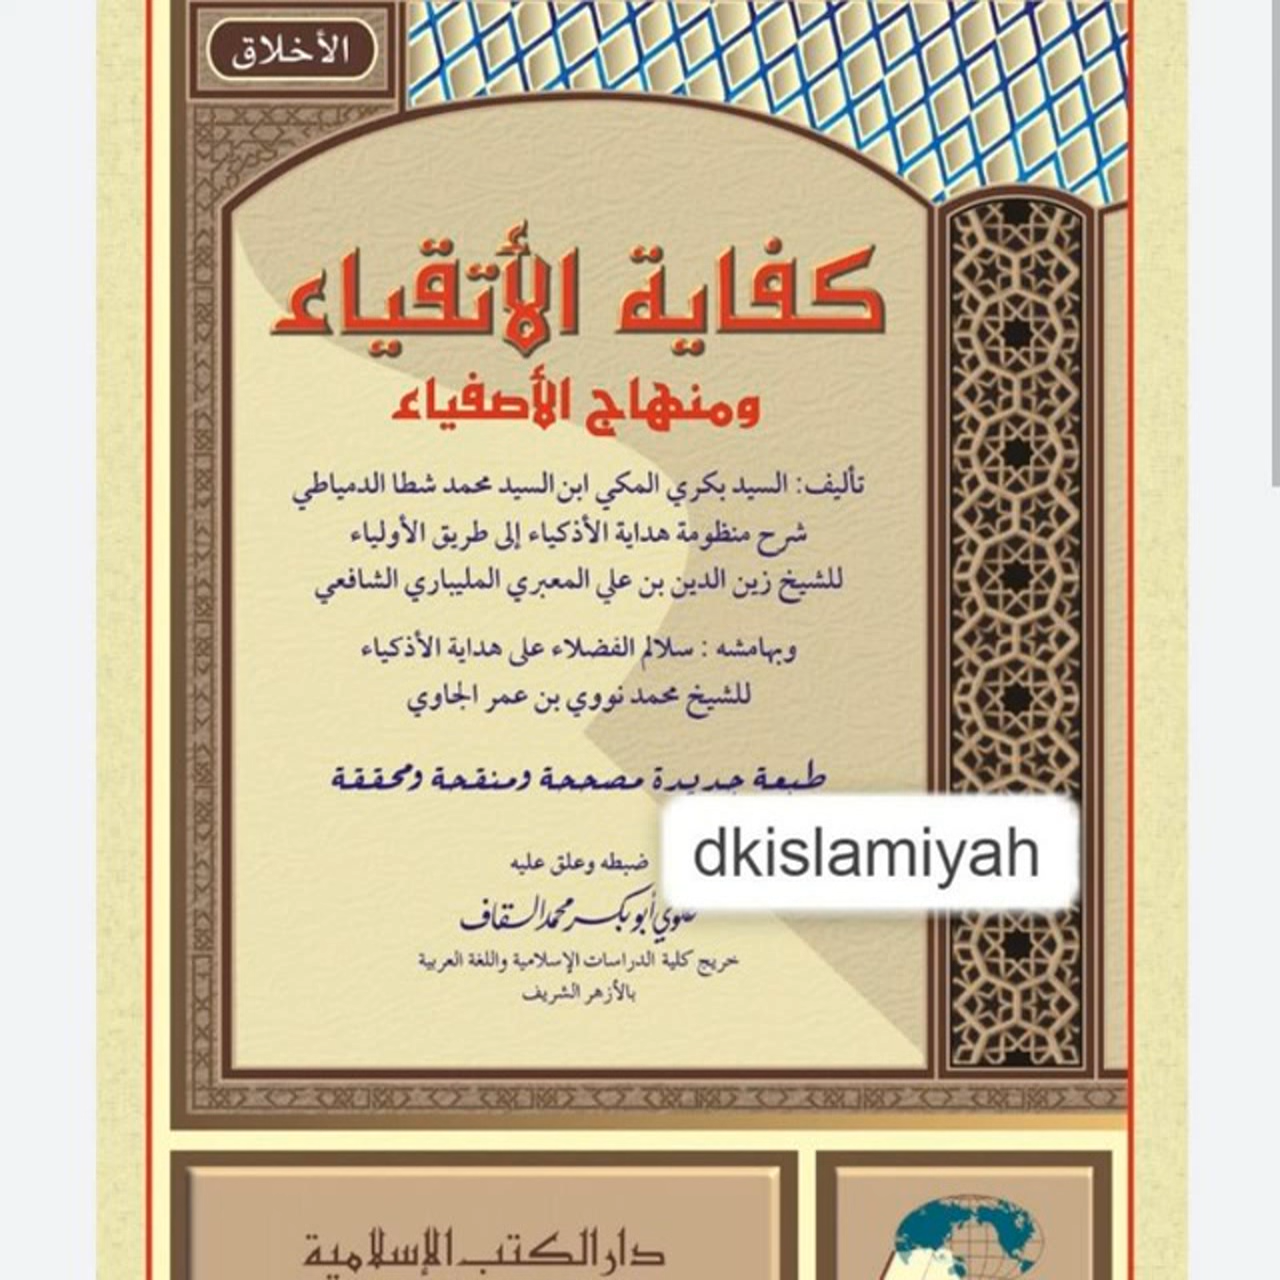 الأخلاق
كفاية الأتقياء
ومنهاج الأصفياء
تأليف: السيد بكري المكي ابن السيد محمد شطا الدمياطي
شرح منظومة هداية الأذكياء إلى طريق الأولياء
للشيخ زين الدين بن علي المعبري المليباري الشافعي
وبهامشه : سلالم الفضلاء على هداية الأذكياء
للشيخ محمد نووي بن عمر الجاوي
طبعة جديدة مصححة ومنقحة ومحققة
dkislamiyah
ضبطه وعلق عليه
علوي أبو بكر محمد السقاف
خريج كلية الدراسات الإسلامية واللغة العربية
بالأزهر الشريف
دار الكتب الإسلامية